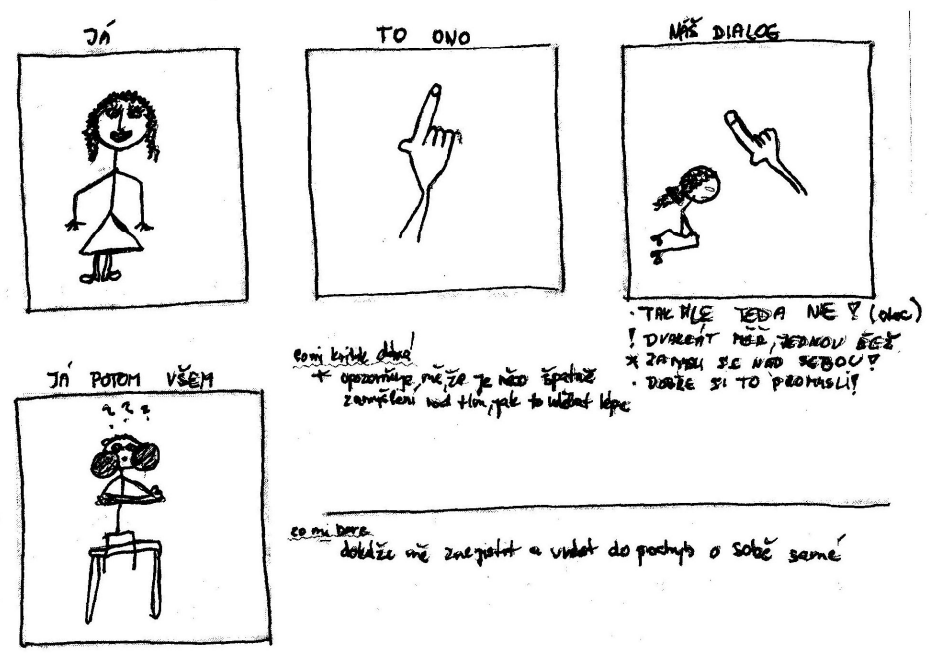 JÁ
TO ONO
NÁŠ DIALOG
· TAKHLE TEDA NE! (obec)
! DVAKRÁT MĚŘ, JEDNOU ŘEŽ
* ZAMYSLI SE NAD SEBOU!
· DOBŘE SI TO PROMYSLI!
co mi kritik dává
* upozorňuje mě, že je něco špatně
zamyšlení nad tím, jak to udělat lépe
JÁ POTOM VŠEM
? ? ?
co mi bere
dokáže mě znejistit a uvést do pochyb o sobě samé